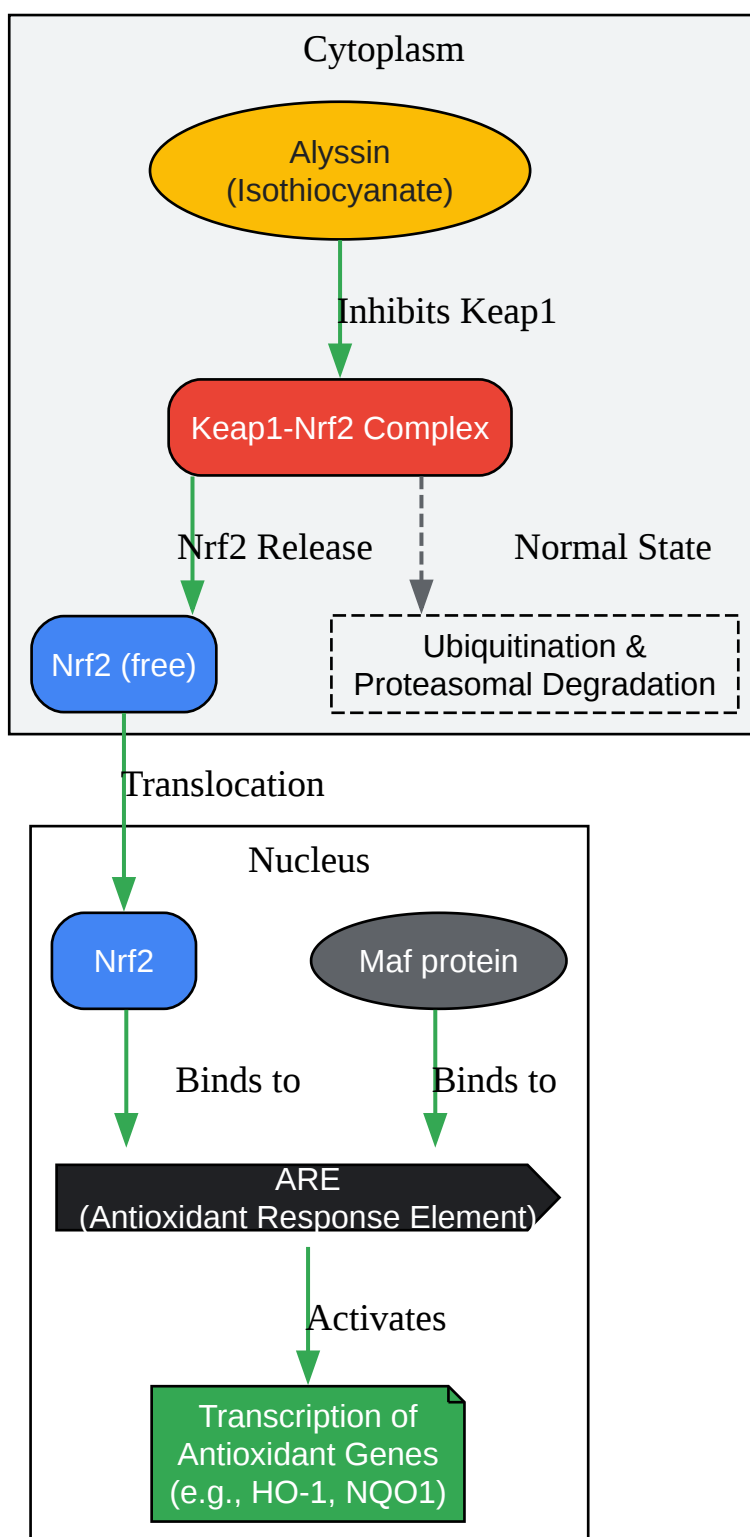 Cytoplasm
Alyssin
(Isothiocyanate)
Inhibits Keap1
Keap1-Nrf2 Complex
Nrf2 Release
Normal State
Nrf2 (free)
Ubiquitination &
Proteasomal Degradation
Translocation
Nucleus
Nrf2
Maf protein
Binds to
Binds to
ARE
(Antioxidant Response Element)
Activates
Transcription of
Antioxidant Genes
(e.g., HO-1, NQO1)